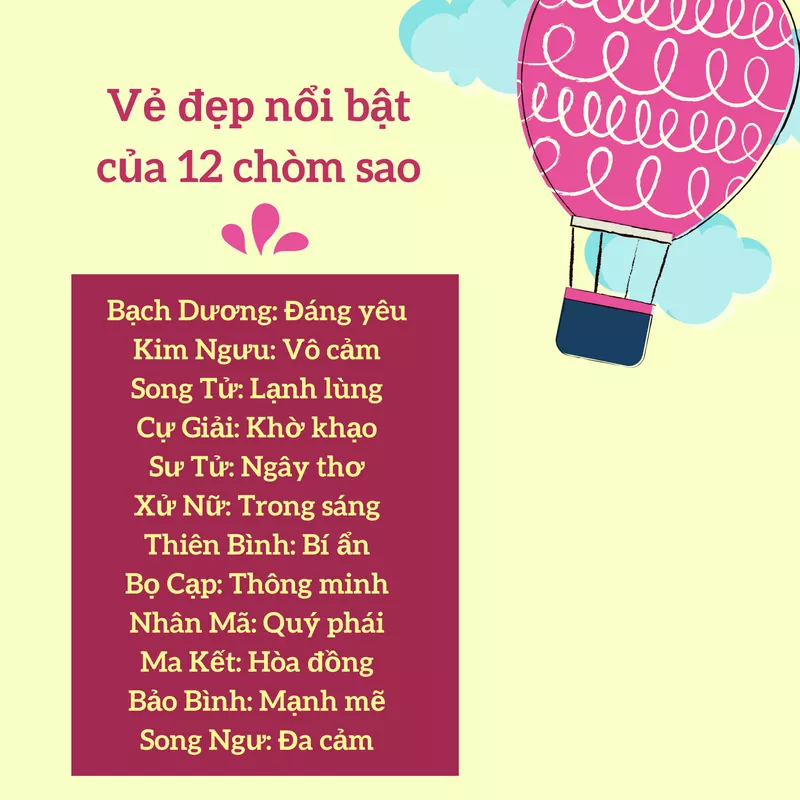 Vẻ đẹp nổi bật
của 12 chòm sao
Bạch Dương: Đáng yêu
Kim Ngưu: Vô cảm
Song Tử: Lạnh lùng
Cự Giải: Khờ khạo
Sư Tử: Ngây thơ
Xử Nữ: Trong sáng
Thiên Bình: Bí ẩn
Bọ Cạp: Thông minh
Nhân Mã: Quý phái
Ma Kết: Hòa đồng
Bảo Bình: Mạnh mẽ
Song Ngư: Đa cảm